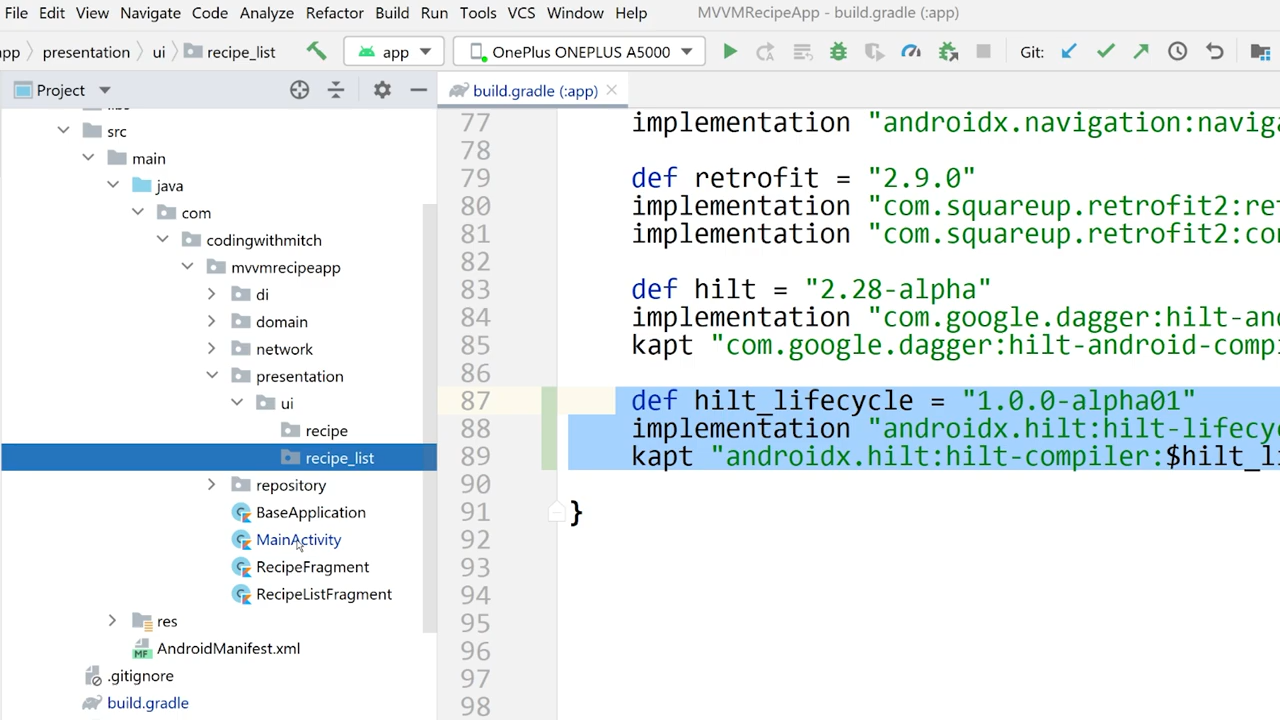 File Edit View Navigate Code Analyze Refactor Build Run Tools VCS Window Help MVVMRecipeApp - build.gradle (:app)
presentation ui recipe_list app OnePlus ONEPLUS A5000 Git:
Project build.gradle (:app)
src
main
java
com
codingwithmitch
mvvmrecipeapp
di
domain
network
presentation
ui
recipe
recipe_list
repository
BaseApplication
MainActivity
RecipeFragment
RecipeListFragment
res
MF AndroidManifest.xml
.gitignore
build.gradle
77 implementation "androidx.navigation:naviga
78
79 def retrofit = "2.9.0"
80 implementation "com.squareup.retrofit2:ret
81 implementation "com.squareup.retrofit2:con
82
83 def hilt = "2.28-alpha"
84 implementation "com.google.dagger:hilt-and
85 kapt "com.google.dagger:hilt-android-compi
86
87 def hilt_lifecycle = "1.0.0-alpha01"
88 implementation "androidx.hilt:hilt-lifecyc
89 kapt "androidx.hilt:hilt-compiler:$hilt_li
90
91 }
92
93
94
95
96
97
98